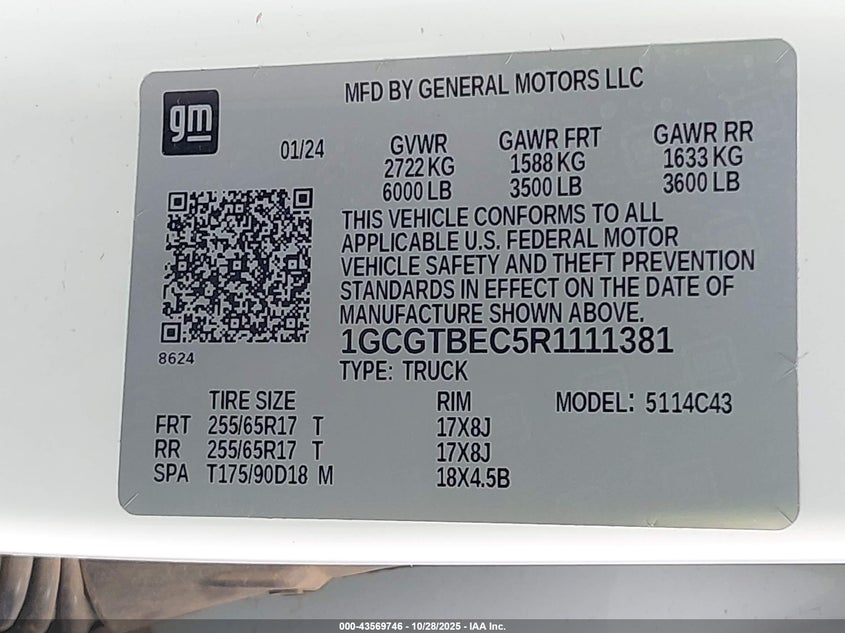 MFD BY GENERAL MOTORS LLC
gm
01/24
GVWR GAWR FRT GAWR RR
2722 KG 1588 KG 1633 KG
6000 LB 3500 LB 3600 LB
THIS VEHICLE CONFORMS TO ALL
APPLICABLE U.S. FEDERAL MOTOR
VEHICLE SAFETY AND THEFT PREVENTION
STANDARDS IN EFFECT ON THE DATE OF
MANUFACTURE SHOWN ABOVE.
1GCGTBEC5R1111381
8624
TYPE: TRUCK
TIRE SIZE RIM MODEL: 5114C43
FRT 255/65R17 T 17X8J
RR 255/65R17 T 17X8J
SPA T175/90D18 M 18X4.5B
000-43569746 - 10/28/2025 - IAA Inc.